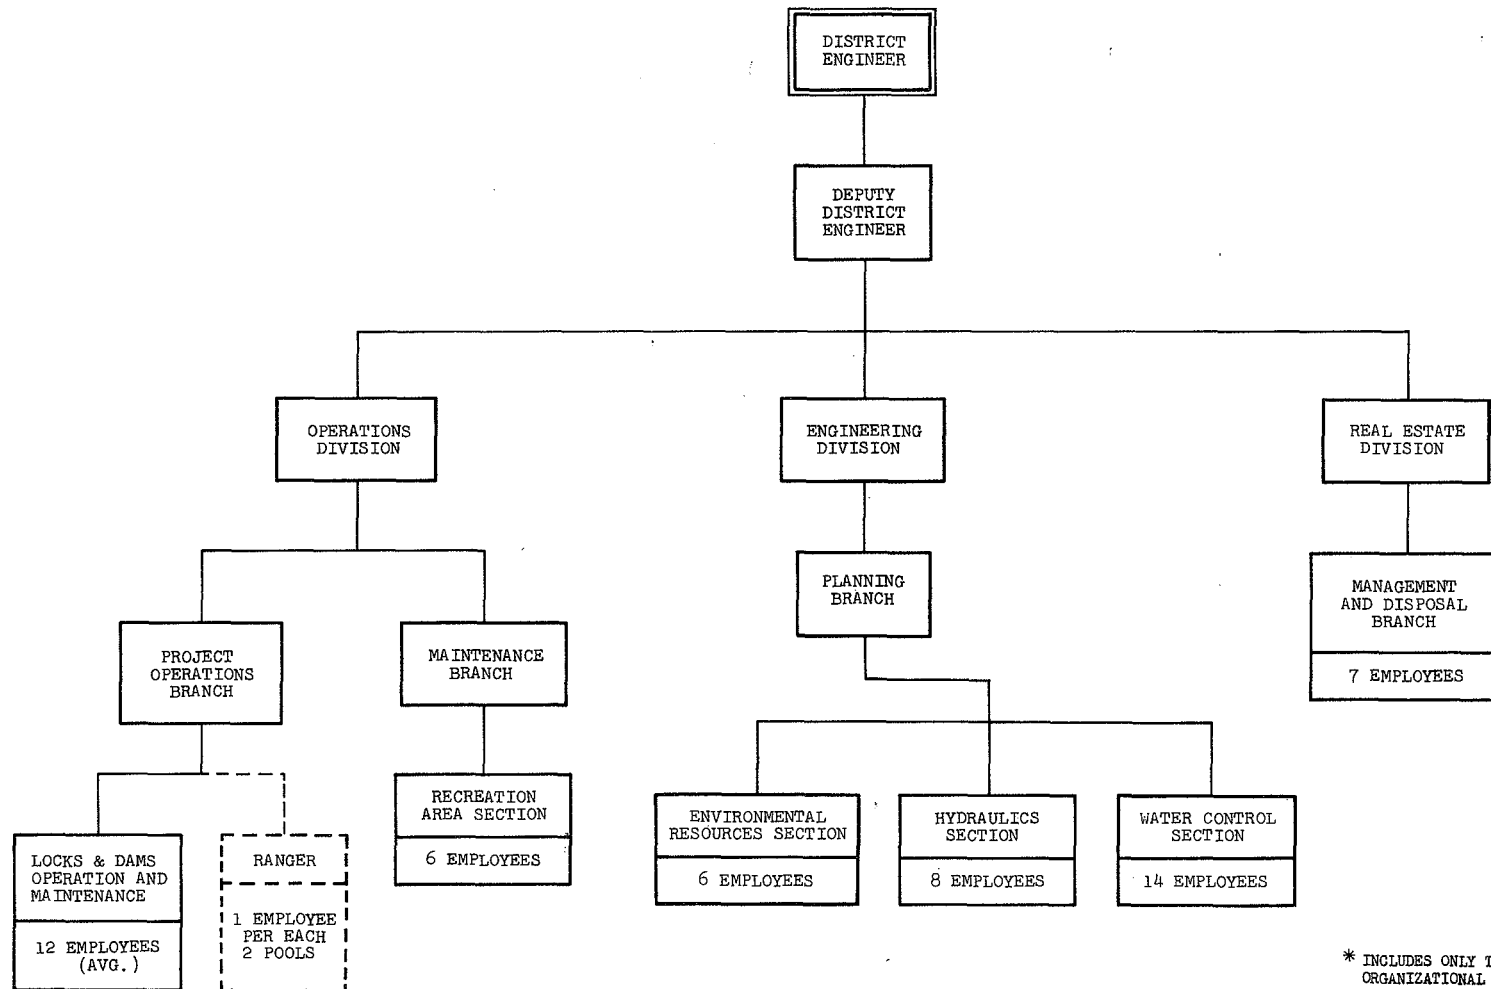 DISTRICT
ENGINEER
DEPUTY
DISTRICT
ENGINEER
OPERATIONS
DIVISION
ENGINEERING
DIVISION
REAL ESTATE
DIVISION
PROJECT
OPERATIONS
BRANCH
MAINTENANCE
BRANCH
PLANNING
BRANCH
MANAGEMENT
AND DISPOSAL
BRANCH
7 EMPLOYEES
LOCKS & DAMS
OPERATION AND
MAINTENANCE
12 EMPLOYEES
(AVG.)
RANGER
1 EMPLOYEE
PER EACH
2 POOLS
RECREATION
AREA SECTION
6 EMPLOYEES
ENVIRONMENTAL
RESOURCES SECTION
6 EMPLOYEES
HYDRAULICS
SECTION
8 EMPLOYEES
WATER CONTROL
SECTION
14 EMPLOYEES
* INCLUDES ONLY
ORGANIZATIONAL